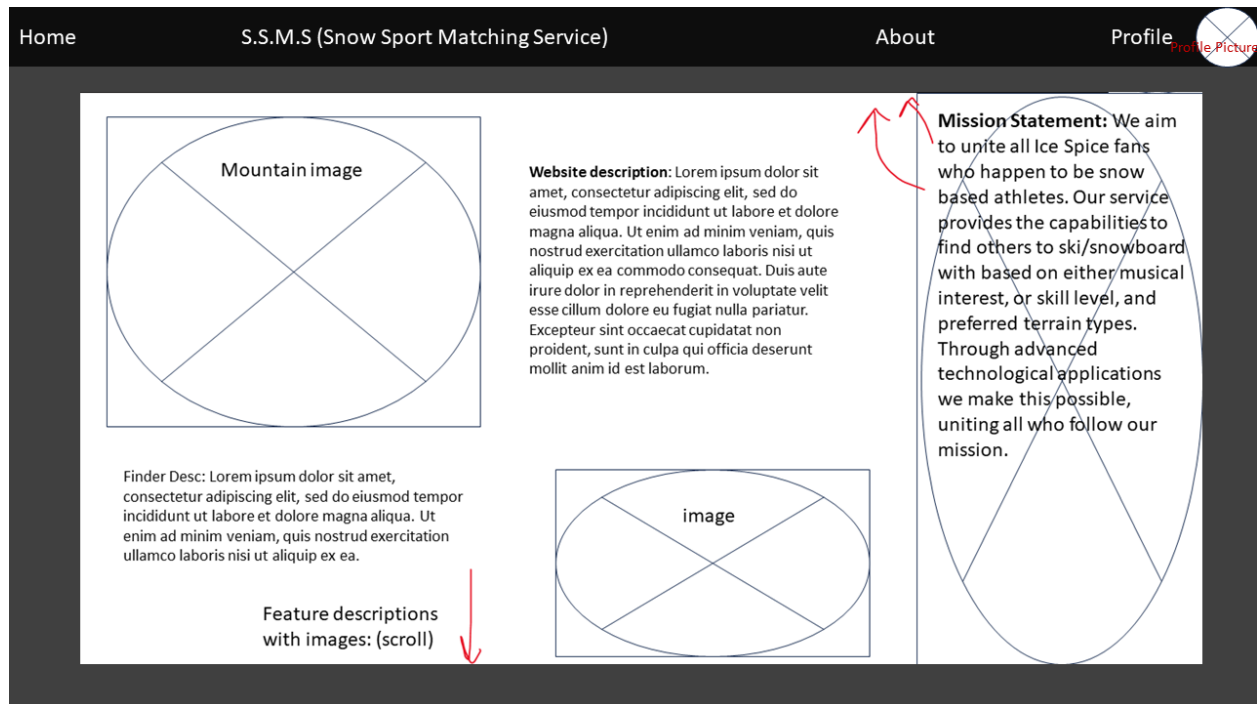 Home S.S.M.S (Snow Sport Matching Service) About Profile
Profile Picture
Mountain image
Website description: Lorem ipsum dolor sit
amet, consectetur adipiscing elit, sed do
eiusmod tempor incididunt ut labore et dolore
magna aliqua. Ut enim ad minim veniam, quis
nostrud exercitation ullamco laboris nisi ut
aliquip ex ea commodo consequat. Duis aute
irure dolor in reprehenderit in voluptate velit
esse cillum dolore eu fugiat nulla pariatur.
Excepteur sint occaecat cupidatat non
proident, sunt in culpa qui officia deserunt
mollit anim id est laborum.
Mission Statement: We aim
to unite all Ice Spice fans
who happen to be snow
based athletes. Our service
provides the capabilities to
find others to ski/snowboard
with based on either musical
interest, or skill level, and
preferred terrain types.
Through advanced
technological applications
we make this possible,
uniting all who follow our
mission.
Finder Desc: Lorem ipsum dolor sit amet,
consectetur adipiscing elit, sed do eiusmod tempor
incididunt ut labore et dolore magna aliqua. Ut
enim ad minim veniam, quis nostrud exercitation
ullamco laboris nisi ut aliquip ex ea.
image
Feature descriptions
with images: (scroll)